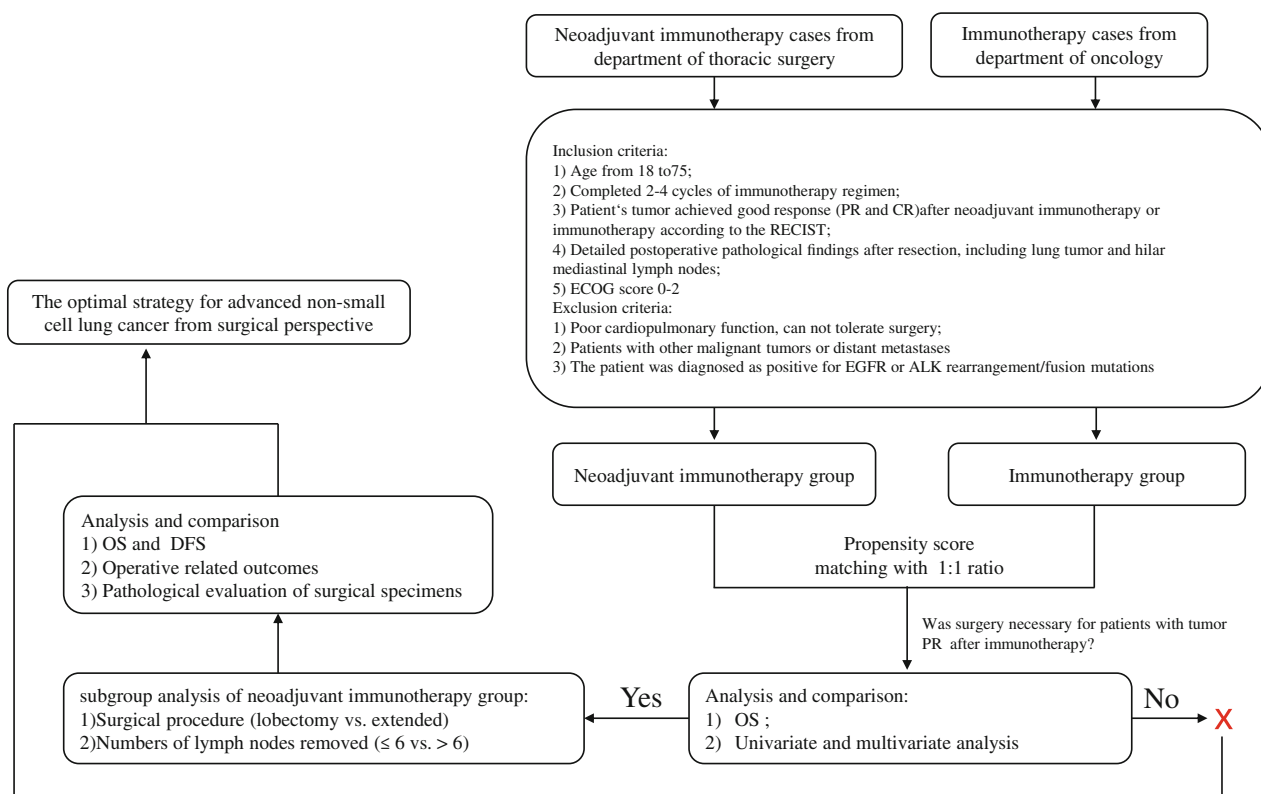 Neoadjuvant immunotherapy cases from
department of thoracic surgery
Immunotherapy cases from
department of oncology
Inclusion criteria:
1) Age from 18 to75;
2) Completed 2-4 cycles of immunotherapy regimen;
3) Patient‘s tumor achieved good response (PR and CR)after neoadjuvant immunotherapy or
immunotherapy according to the RECIST;
4) Detailed postoperative pathological findings after resection, including lung tumor and hilar
mediastinal lymph nodes;
5) ECOG score 0-2
Exclusion criteria:
1) Poor cardiopulmonary function, can not tolerate surgery;
2) Patients with other malignant tumors or distant metastases
3) The patient was diagnosed as positive for EGFR or ALK rearrangement/fusion mutations
Neoadjuvant immunotherapy group
Immunotherapy group
Propensity score
matching with 1:1 ratio
Was surgery necessary for patients with tumor
PR after immunotherapy?
Analysis and comparison:
1) OS ;
2) Univariate and multivariate analysis
Yes
No
X
subgroup analysis of neoadjuvant immunotherapy group:
1)Surgical procedure (lobectomy vs. extended)
2)Numbers of lymph nodes removed (≤ 6 vs. > 6)
Analysis and comparison
1) OS and DFS
2) Operative related outcomes
3) Pathological evaluation of surgical specimens
The optimal strategy for advanced non-small
cell lung cancer from surgical perspective